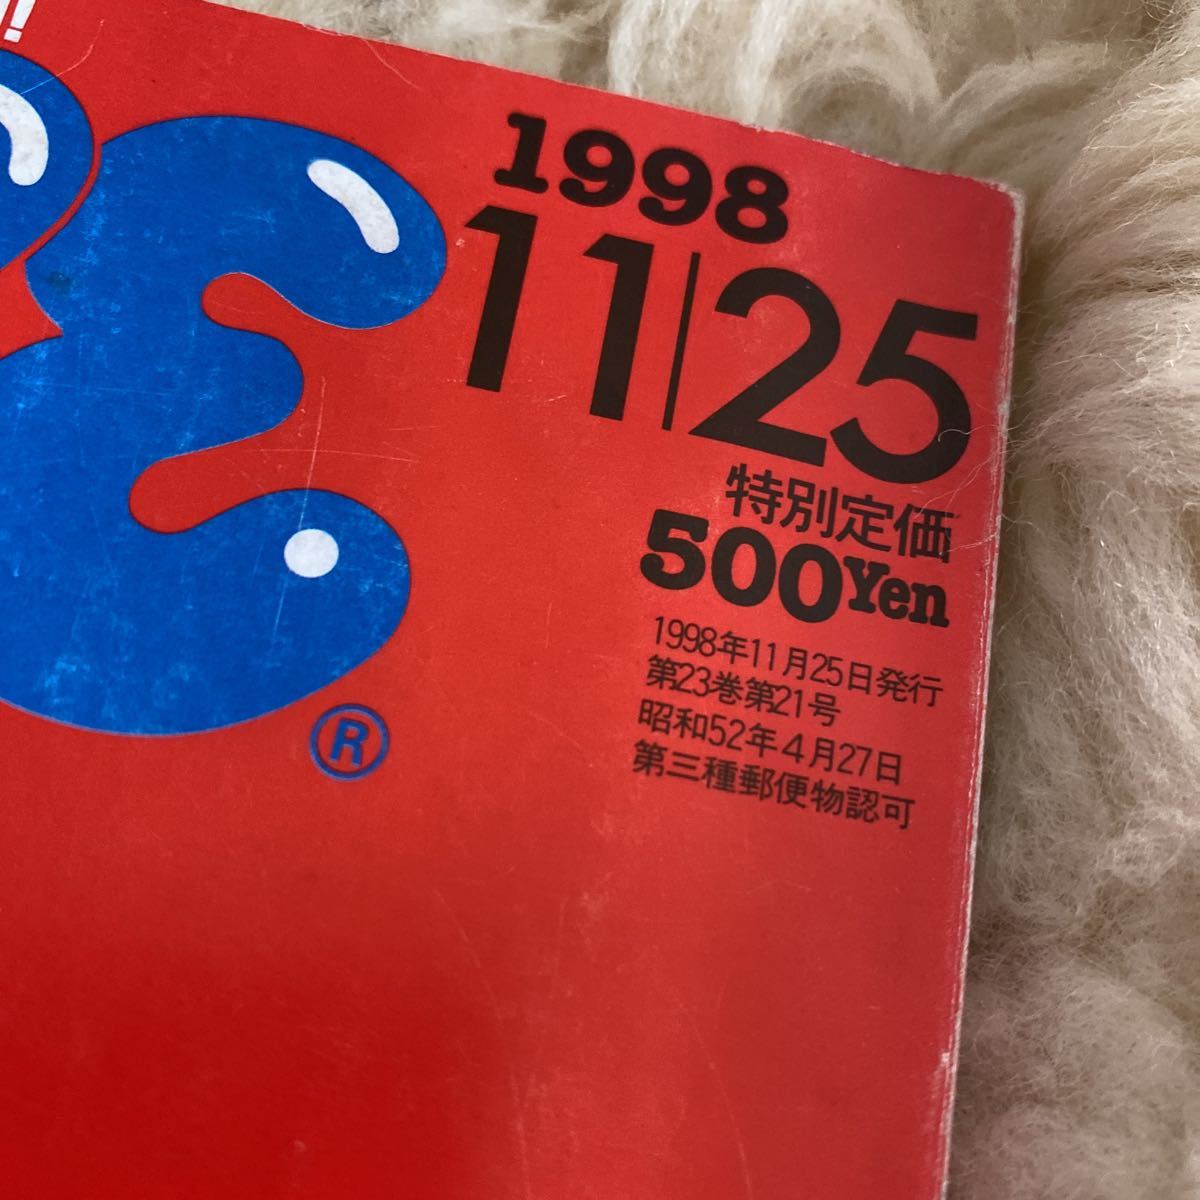 !!
E
®
1998
11|25
特別定価
500Yen
1998年11月25日発行
第23巻第21号
昭和52年4月27日
第三種郵便物認可